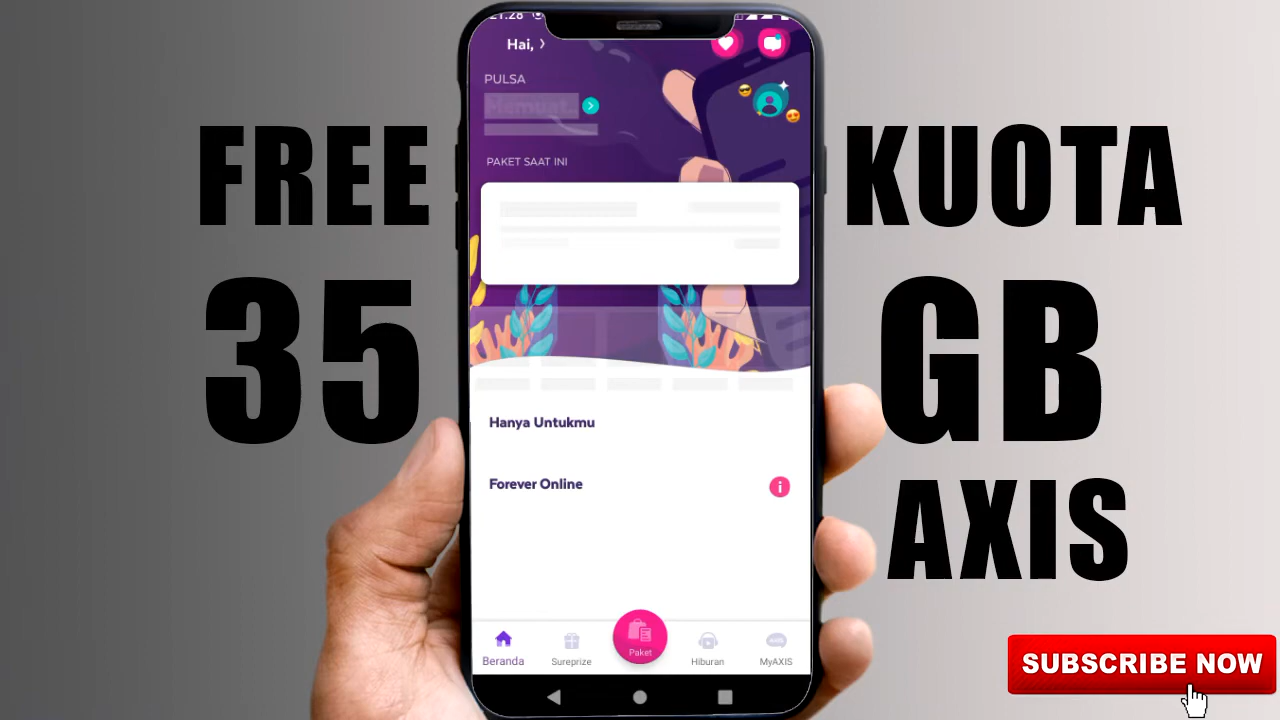 FREE
35
KUOTA
GB
AXIS
21.28
Hai,
PULSA
Memuat..
PAKET SAAT INI
Hanya Untukmu
Forever Online
i
Beranda
Sureprize
Paket
Hiburan
MyAXIS
SUBSCRIBE NOW